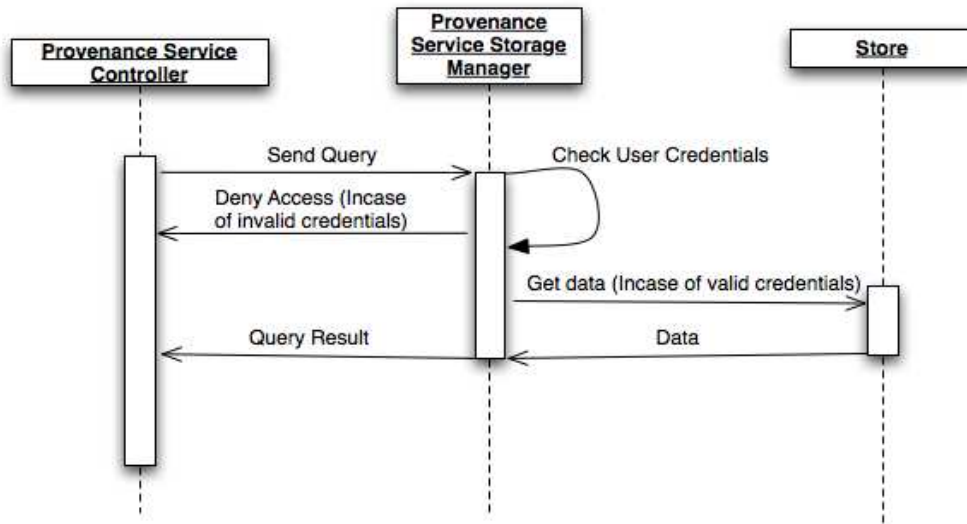 Provenance Service
Controller
Provenance
Service Storage
Manager
Store
Send Query
Check User Credentials
Deny Access (Incase
of invalid credentials)
Get data (Incase of valid credentials)
Query Result
Data